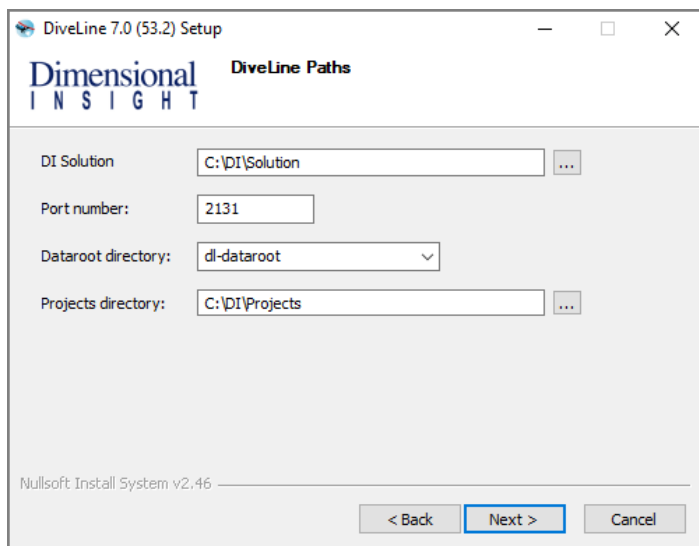 DiveLine 7.0 (53.2) Setup
Dimensional
INSIGHT
DiveLine Paths
DI Solution
C:\DI\Solution
...
Port number:
2131
Dataroot directory:
dl-dataroot
Projects directory:
C:\DI\Projects
...
Nullsoft Install System v2.46
< Back
Next >
Cancel